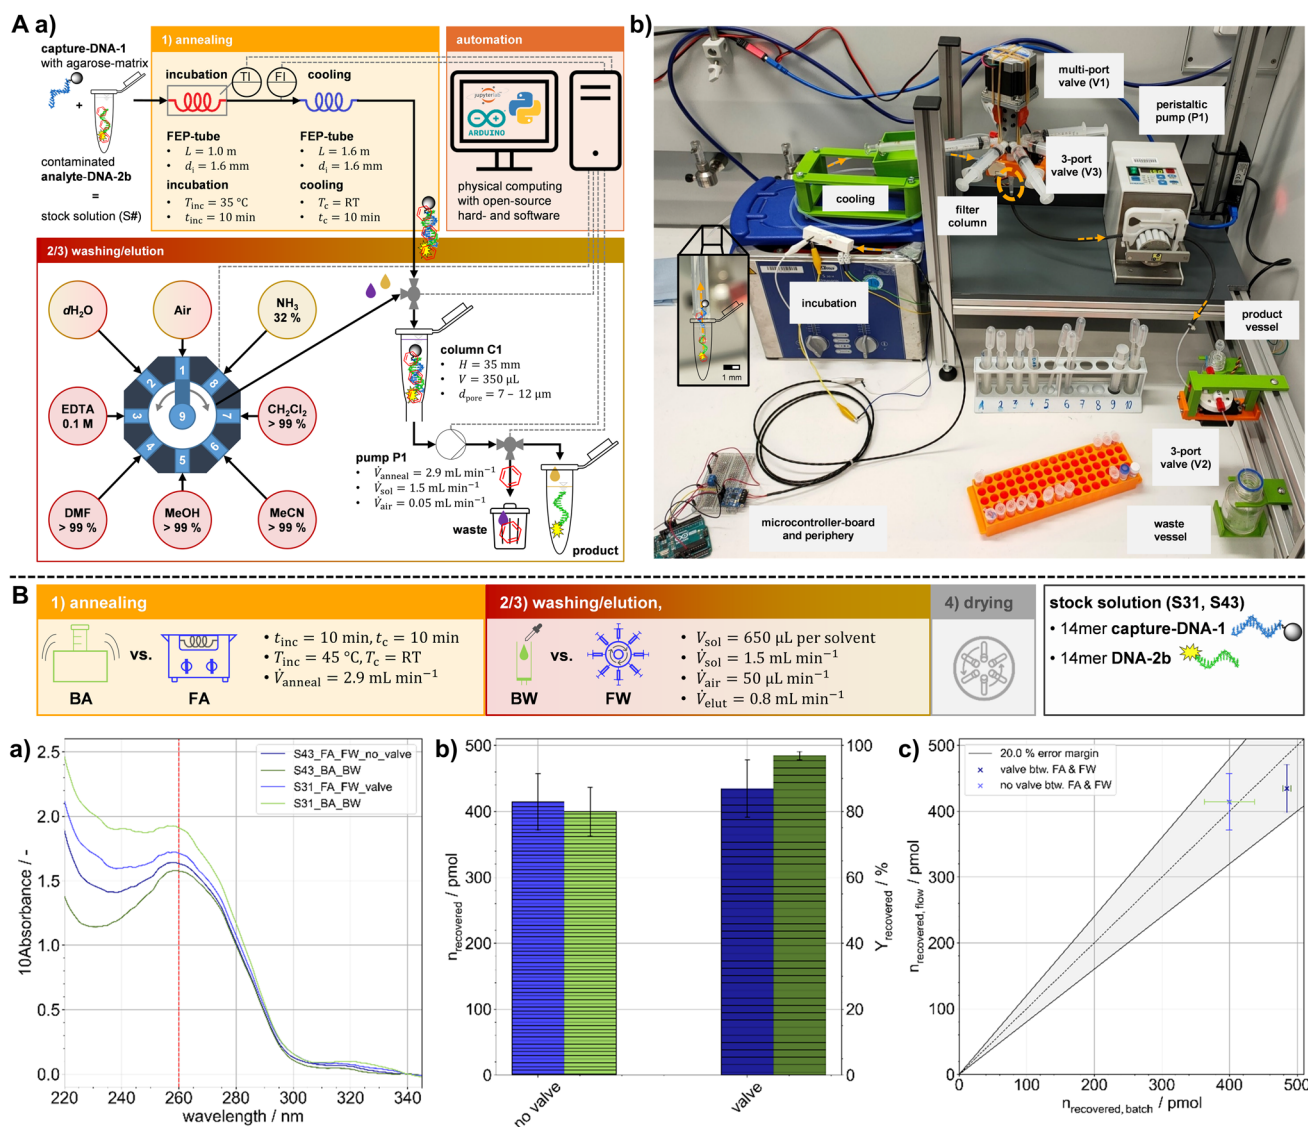 A a)
capture-DNA-1
with agarose-matrix
+
contaminated
analyte-DNA-2b
=
stock solution (S#)
1) annealing
incubation
TI
FI
cooling
FEP-tube
• L = 1.0 m
• di = 1.6 mm
incubation
• Tinc = 35 °C
• tinc = 10 min
FEP-tube
• L = 1.6 m
• di = 1.6 mm
cooling
• Tc = RT
• tc = 10 min
automation
jupyterlab
ARDUINO
physical computing
with open-source
hard- and software
2/3) washing/elution
dH2O
Air
NH3
32 %
EDTA
0.1 M
CH2Cl2
> 99 %
DMF
> 99 %
MeOH
> 99 %
MeCN
> 99 %
1
2
3
4
5
6
7
8
9
column C1
• H = 35 mm
• V = 350 µL
• dpore = 7 – 12 µm
pump P1
• V̇anneal = 2.9 mL min−1
• V̇sol = 1.5 mL min−1
• V̇air = 0.05 mL min−1
waste
product
b)
multi-port
valve (V1)
peristaltic
pump (P1)
3-port
valve (V3)
cooling
filter
column
incubation
product
vessel
1 mm
1 2 3 4 5 6 7 8 9 10
3-port
valve (V2)
microcontroller-board
and periphery
waste
vessel
B
1) annealing
BA
vs.
FA
• tinc = 10 min, tc = 10 min
• Tinc = 45 °C, Tc = RT
• V̇anneal = 2.9 mL min−1
2/3) washing/elution,
BW
vs.
FW
• Vsol = 650 µL per solvent
• V̇sol = 1.5 mL min−1
• V̇air = 50 µL min−1
• V̇elut = 0.8 mL min−1
4) drying
stock solution (S31, S43)
• 14mer capture-DNA-1
• 14mer DNA-2b
a)
2.5
2.0
1.5
1.0
0.5
0.0
10Absorbance / -
S43_FA_FW_no_valve
S43_BA_BW
S31_FA_FW_valve
S31_BA_BW
220 240 260 280 300 320 340
wavelength / nm
b)
500
400
300
200
100
0
nrecovered / pmol
100
80
60
40
20
0
Yrecovered / %
no valve
valve
c)
500
400
300
200
100
0
nrecovered, flow / pmol
20.0 % error margin
valve btw. FA & FW
no valve btw. FA & FW
0 100 200 300 400 500
nrecovered, batch / pmol